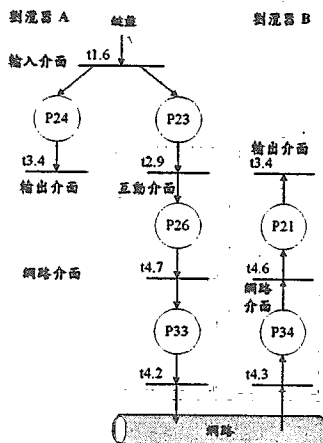 瀏覽器 A
瀏覽器 B
鍵盤
輸入介面
t1.6
P24
P23
t3.4
輸出介面
t2.9
互動介面
輸出介面
t3.4
P26
P21
網路介面
t4.7
t4.6
網路
介面
P33
P34
t4.2
t4.3
網路